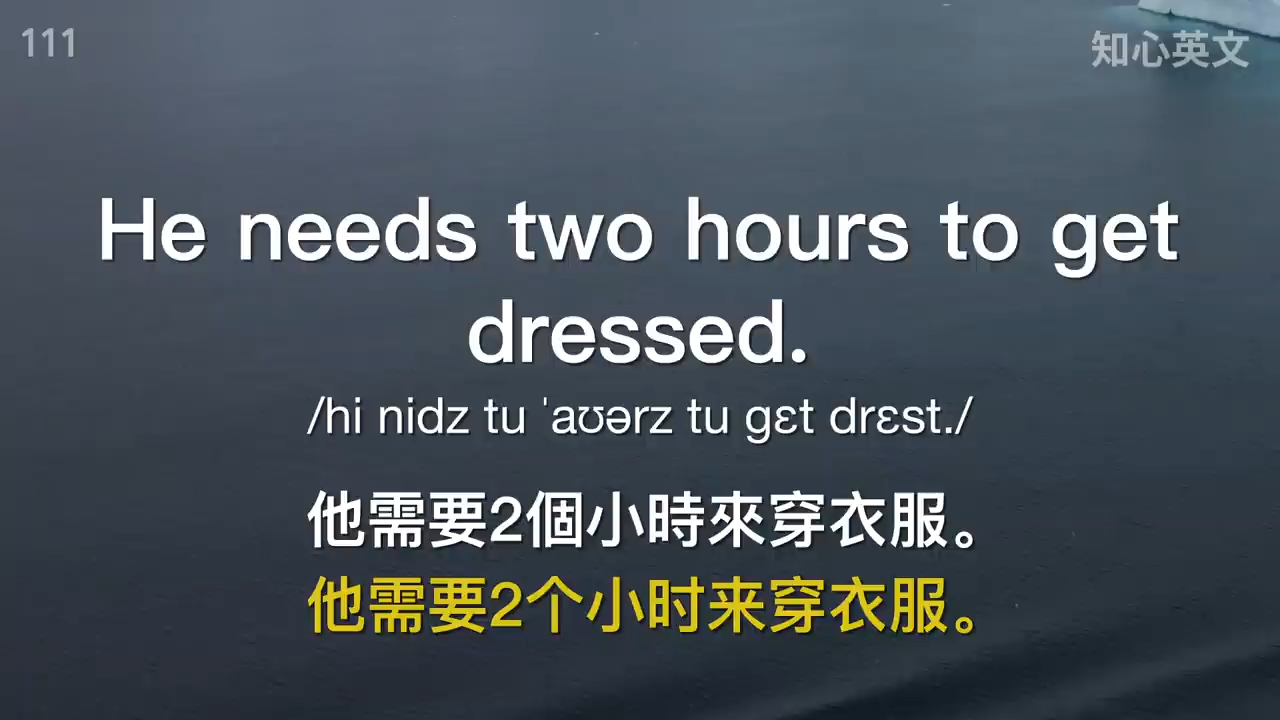 111
知心英文
He needs two hours to get
dressed.
/hi nidz tu ˈaʊərz tu gɛt drɛst./
他需要2個小時來穿衣服。
他需要2个小时来穿衣服。